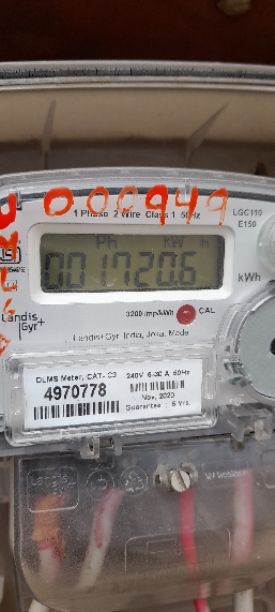 000949
1 Phase 2 Wire Class 1 50Hz
LGC110
E150
Ph KW h
0017206
kWh
Landis+
Gyr
3200 imp/kWh CAL
Landis+Gyr India, Joka, Made
DLMS Meter, CAT- C3 240V 5-30 A, 50Hz
4970778
Nov, 2020
Guarantee : 5 Yrs.